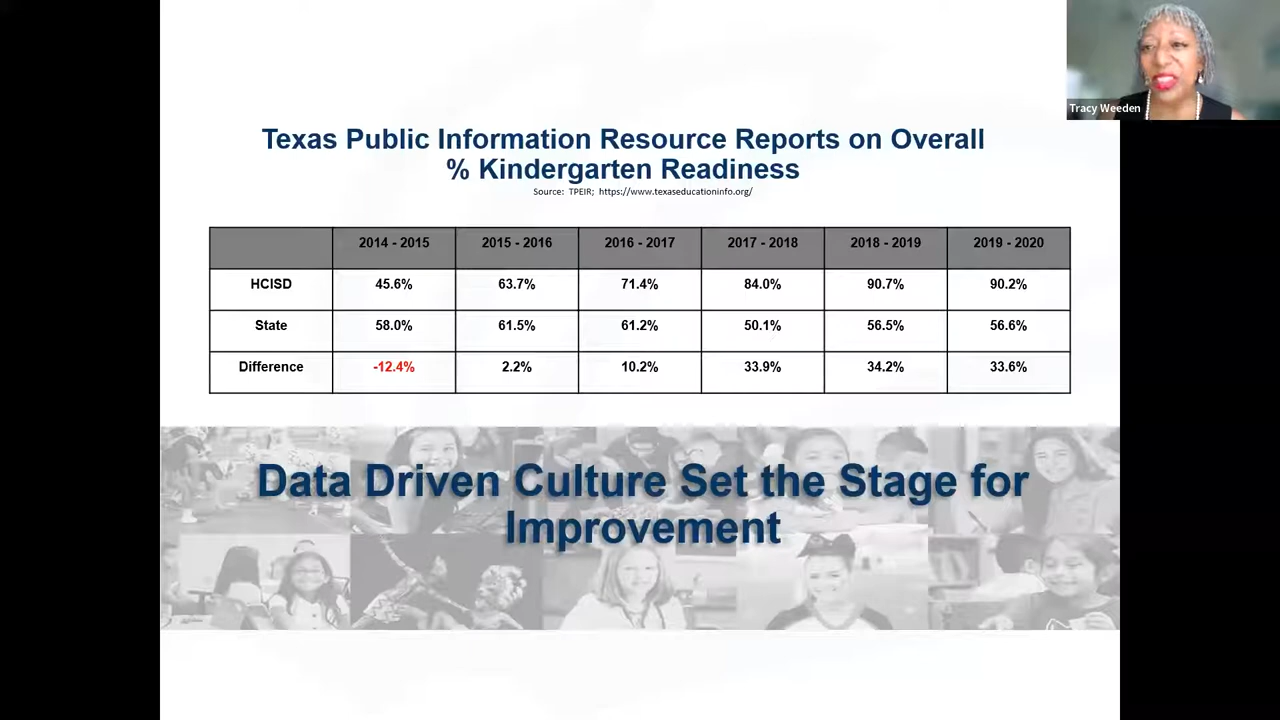 Tracy Weeden
Texas Public Information Resource Reports on Overall
% Kindergarten Readiness
Source: TPEIR; https://www.texaseducationinfo.org/
2014 - 2015 2015 - 2016 2016 - 2017 2017 - 2018 2018 - 2019 2019 - 2020
HCISD 45.6% 63.7% 71.4% 84.0% 90.7% 90.2%
State 58.0% 61.5% 61.2% 50.1% 56.5% 56.6%
Difference -12.4% 2.2% 10.2% 33.9% 34.2% 33.6%
Data Driven Culture Set the Stage for
Improvement